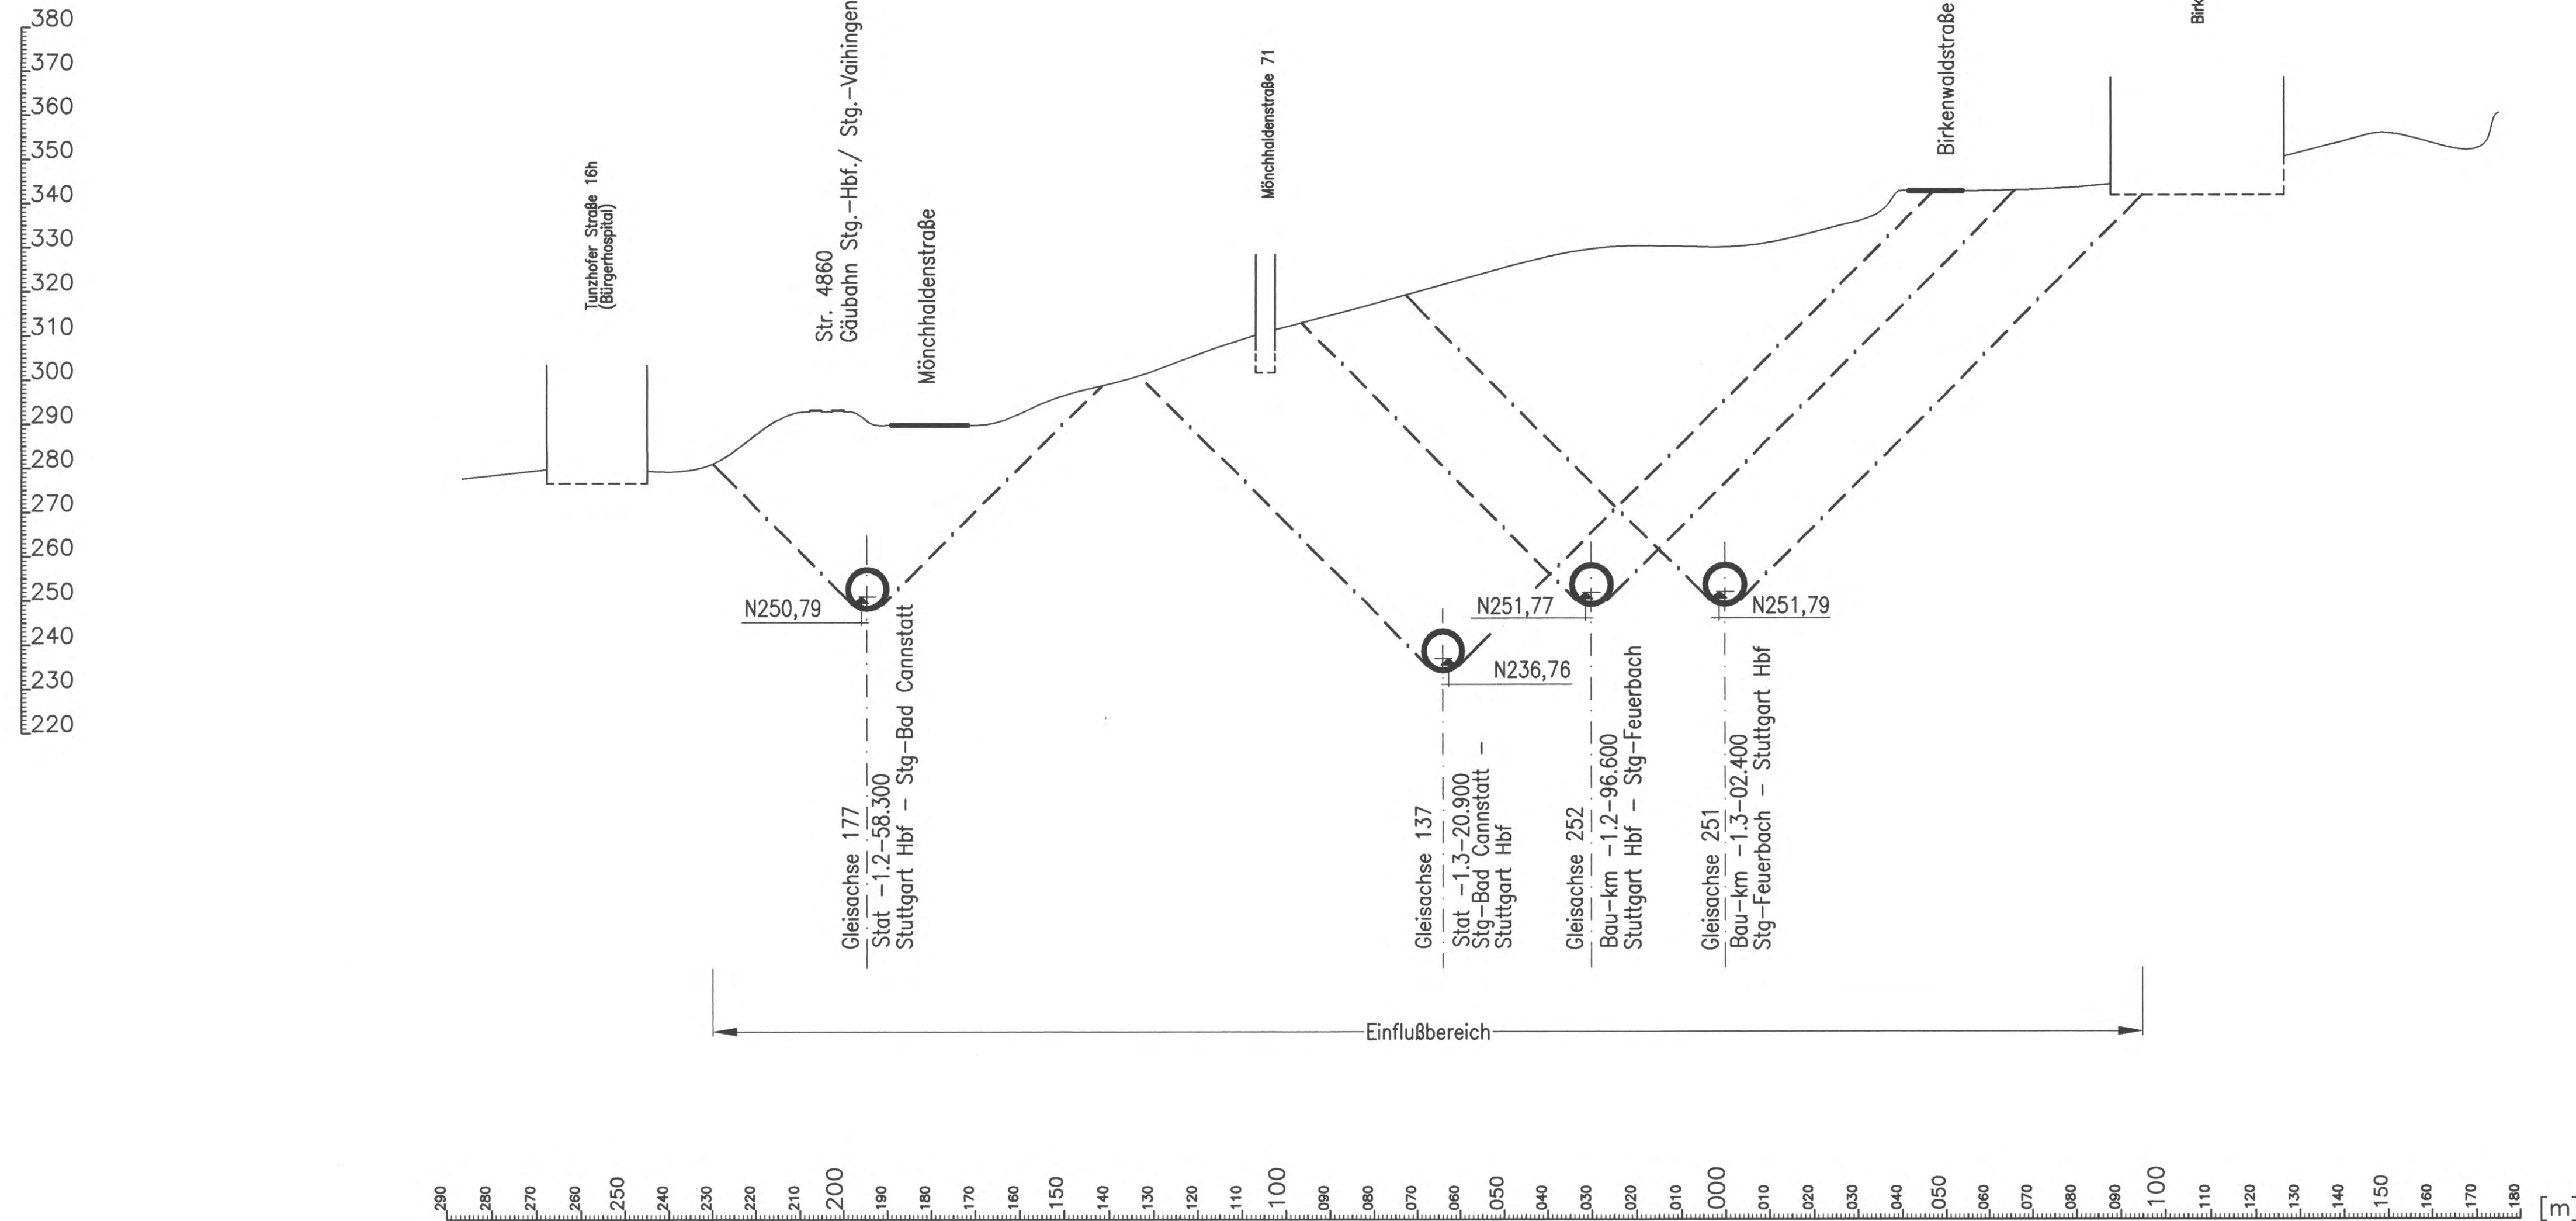 380
370
360
350
340
330
320
310
300
290
280
270
260
250
240
230
220
Tunzhofer Straße 16h
(Bürgerhospital)
Str. 4860
Gäubahn Stg.-Hbf./ Stg.-Vaihingen
Mönchhaldenstraße
Mönchhaldenstraße 71
Birkenwaldstraße
Birk
N250,79
N236,76
N251,77
N251,79
Gleisachse 177
Stat -1.2-58.300
Stuttgart Hbf - Stg-Bad Cannstatt
Gleisachse 137
Stat -1.3-20.900
Stg-Bad Cannstatt -
Stuttgart Hbf
Gleisachse 252
Bau-km -1.2-96.600
Stuttgart Hbf - Stg-Feuerbach
Gleisachse 251
Bau-km -1.3-02.400
Stg-Feuerbach - Stuttgart Hbf
Einflußbereich
290 280 270 260 250 240 230 220 210 200 190 180 170 160 150 140 130 120 110 100 090 080 070 060 050 040 030 020 010 000 010 020 030 040 050 060 070 080 090 100 110 120 130 140 150 160 170 180 [m]